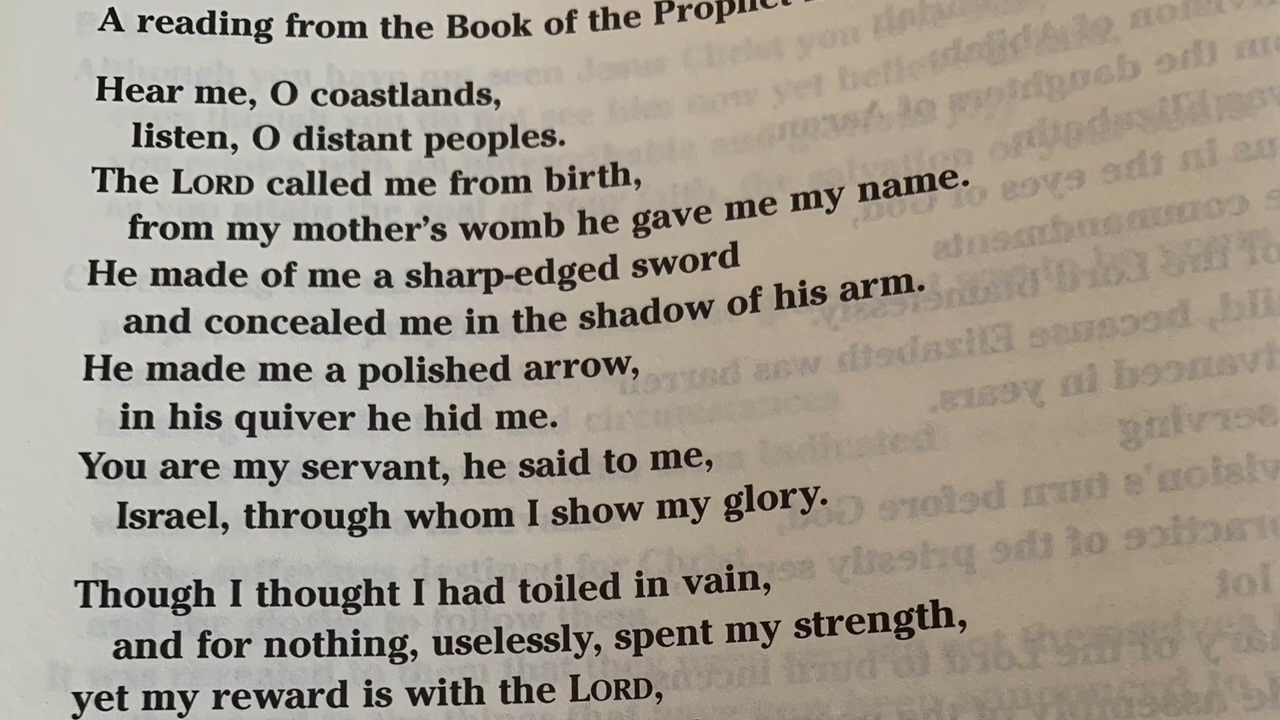 A reading from the Book of the Prophet
Hear me, O coastlands,
listen, O distant peoples.
The LORD called me from birth,
from my mother's womb he gave me my name.
He made of me a sharp-edged sword
and concealed me in the shadow of his arm.
He made me a polished arrow,
in his quiver he hid me.
You are my servant, he said to me,
Israel, through whom I show my glory.
Though I thought I had toiled in vain,
and for nothing, uselessly, spent my strength,
yet my reward is with the LORD,